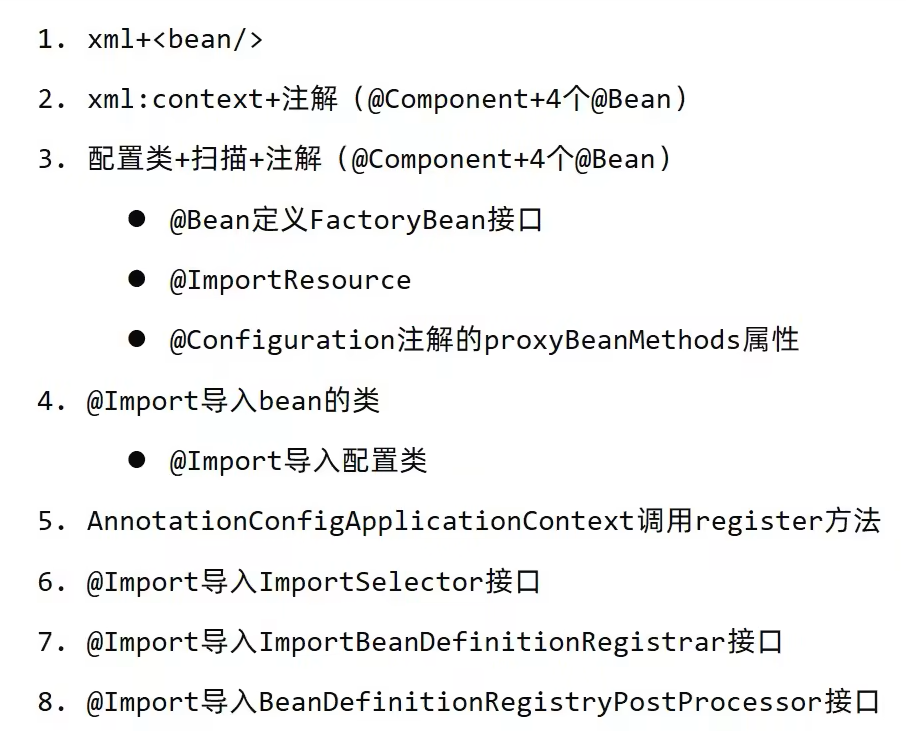 1. xml+<bean/>
2. xml:context+注解（@Component+4个@Bean）
3. 配置类+扫描+注解（@Component+4个@Bean）
● @Bean定义FactoryBean接口
● @ImportResource
● @Configuration注解的proxyBeanMethods属性
4. @Import导入bean的类
● @Import导入配置类
5. AnnotationConfigApplicationContext调用register方法
6. @Import导入ImportSelector接口
7. @Import导入ImportBeanDefinitionRegistrar接口
8. @Import导入BeanDefinitionRegistryPostProcessor接口